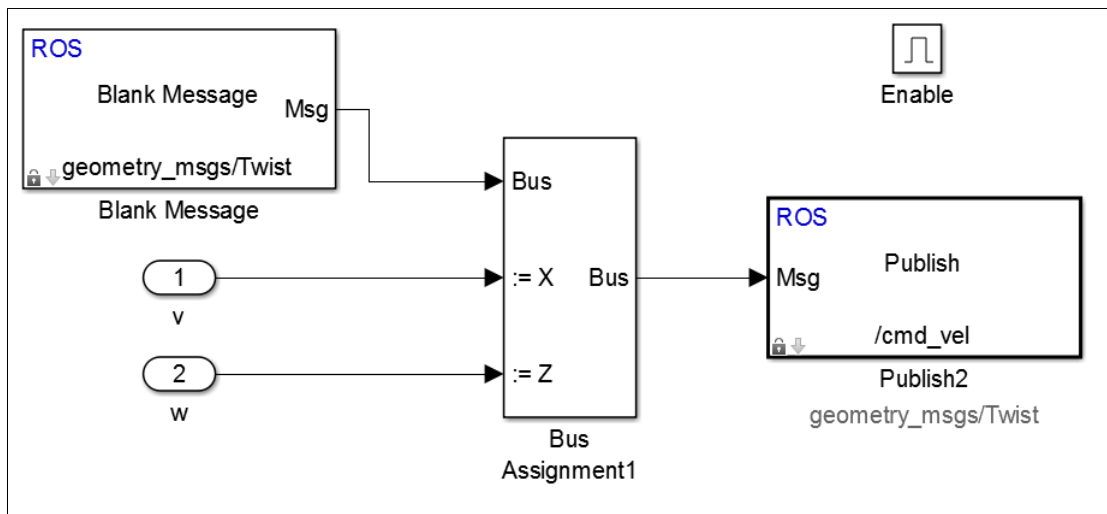 ROS
Blank Message
Msg
geometry_msgs/Twist
Blank Message
1
v
2
w
Bus
:= X
:= Z
Bus
Bus
Assignment1
Enable
ROS
Publish
Msg
/cmd_vel
Publish2
geometry_msgs/Twist